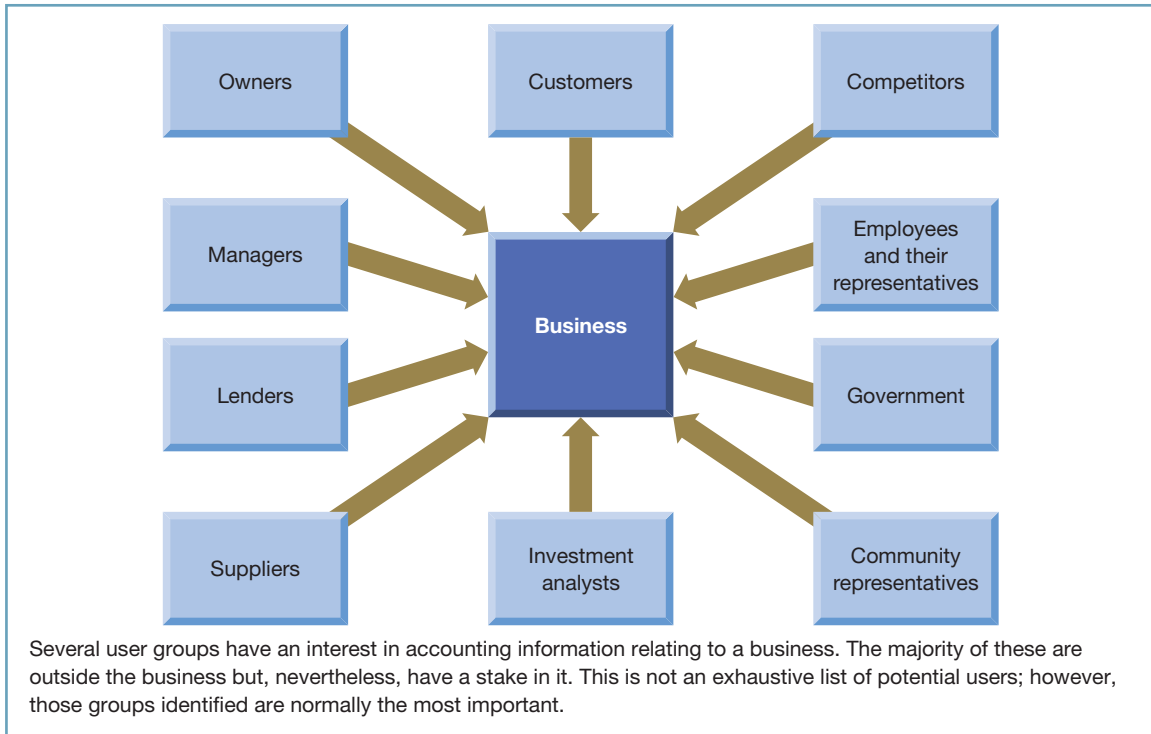 Owners
Customers
Competitors
Managers
Employees
and their
representatives
Business
Lenders
Government
Suppliers
Investment
analysts
Community
representatives
Several user groups have an interest in accounting information relating to a business. The majority of these are
outside the business but, nevertheless, have a stake in it. This is not an exhaustive list of potential users; however,
those groups identified are normally the most important.